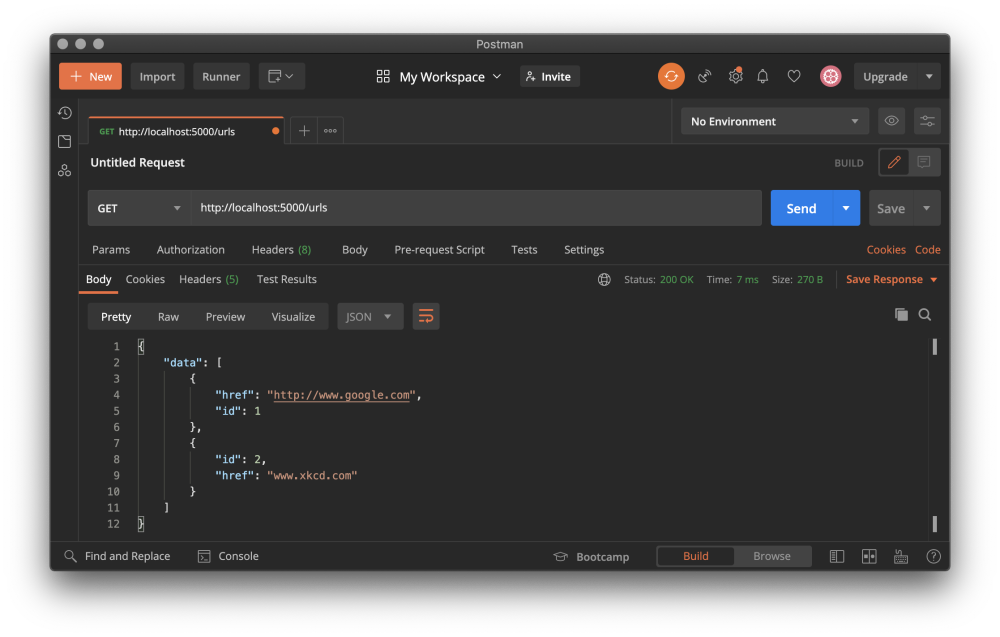 Postman
New Import Runner My Workspace Invite Upgrade
GET http://localhost:5000/urls No Environment
Untitled Request BUILD
GET http://localhost:5000/urls Send Save
Params Authorization Headers (8) Body Pre-request Script Tests Settings Cookies Code
Body Cookies Headers (5) Test Results Status: 200 OK Time: 7 ms Size: 270 B Save Response
Pretty Raw Preview Visualize JSON
1 {
2 "data": [
3 {
4 "href": "http://www.google.com",
5 "id": 1
6 },
7 {
8 "id": 2,
9 "href": "www.xkcd.com"
10 }
11 ]
12 }
Find and Replace Console Bootcamp Build Browse